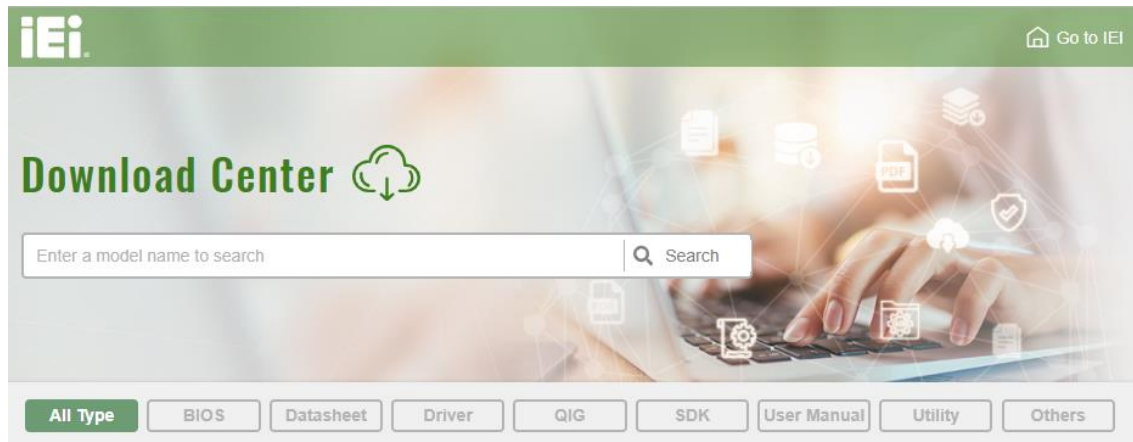 iEi.
Go to IEI
Download Center
Enter a model name to search
Search
PDF
All Type BIOS Datasheet Driver QIG SDK User Manual Utility Others